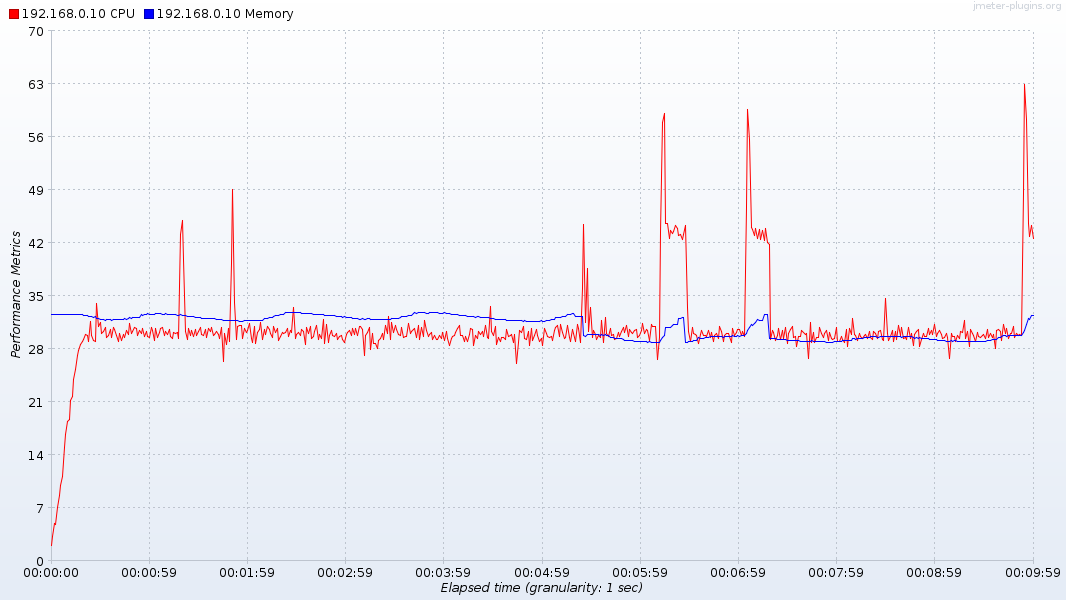 192.168.0.10 CPU 192.168.0.10 Memory
jmeter-plugins.org
70
63
56
49
42
35
28
21
14
7
0
Performance Metrics
00:00:00 00:00:59 00:01:59 00:02:59 00:03:59 00:04:59 00:05:59 00:06:59 00:07:59 00:08:59 00:09:59
Elapsed time (granularity: 1 sec)